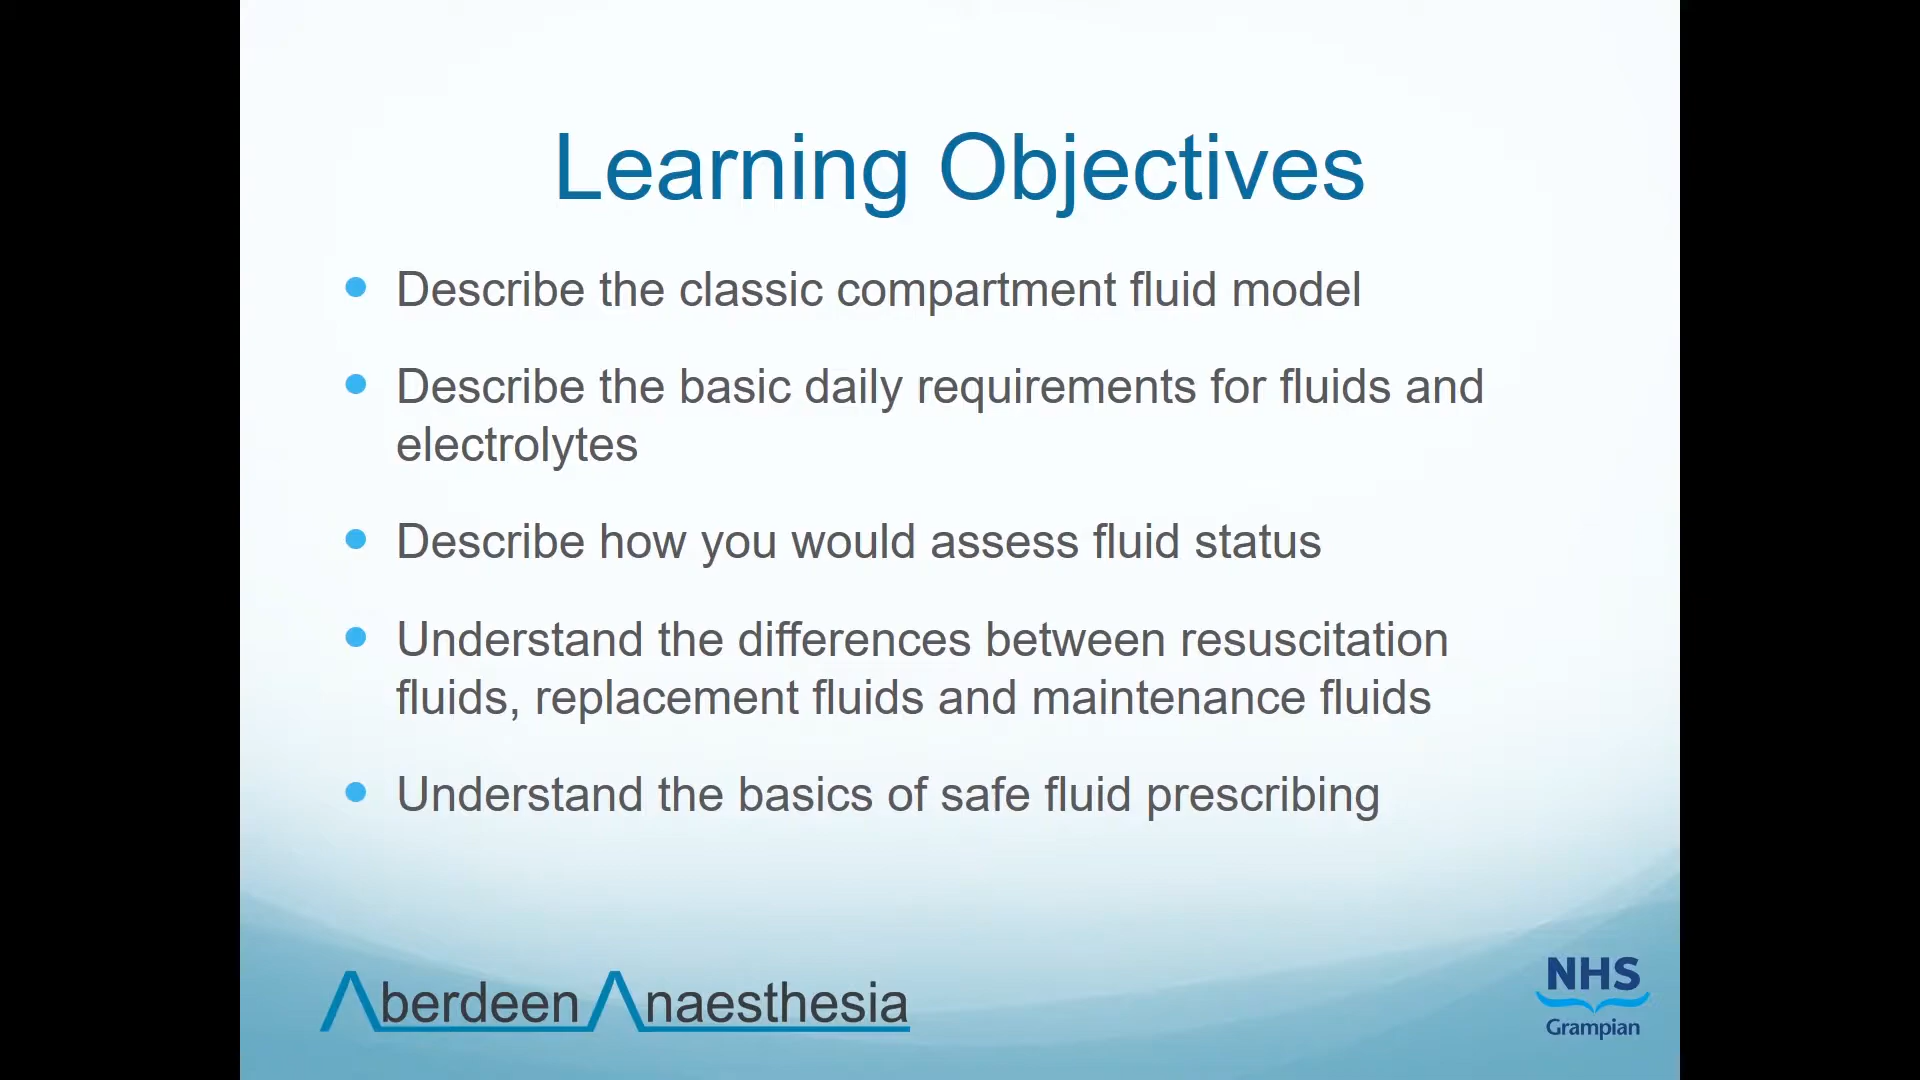 Learning Objectives
Describe the classic compartment fluid model
Describe the basic daily requirements for fluids and
electrolytes
Describe how you would assess fluid status
Understand the differences between resuscitation
fluids, replacement fluids and maintenance fluids
Understand the basics of safe fluid prescribing
Aberdeen Anaesthesia
NHS
Grampian